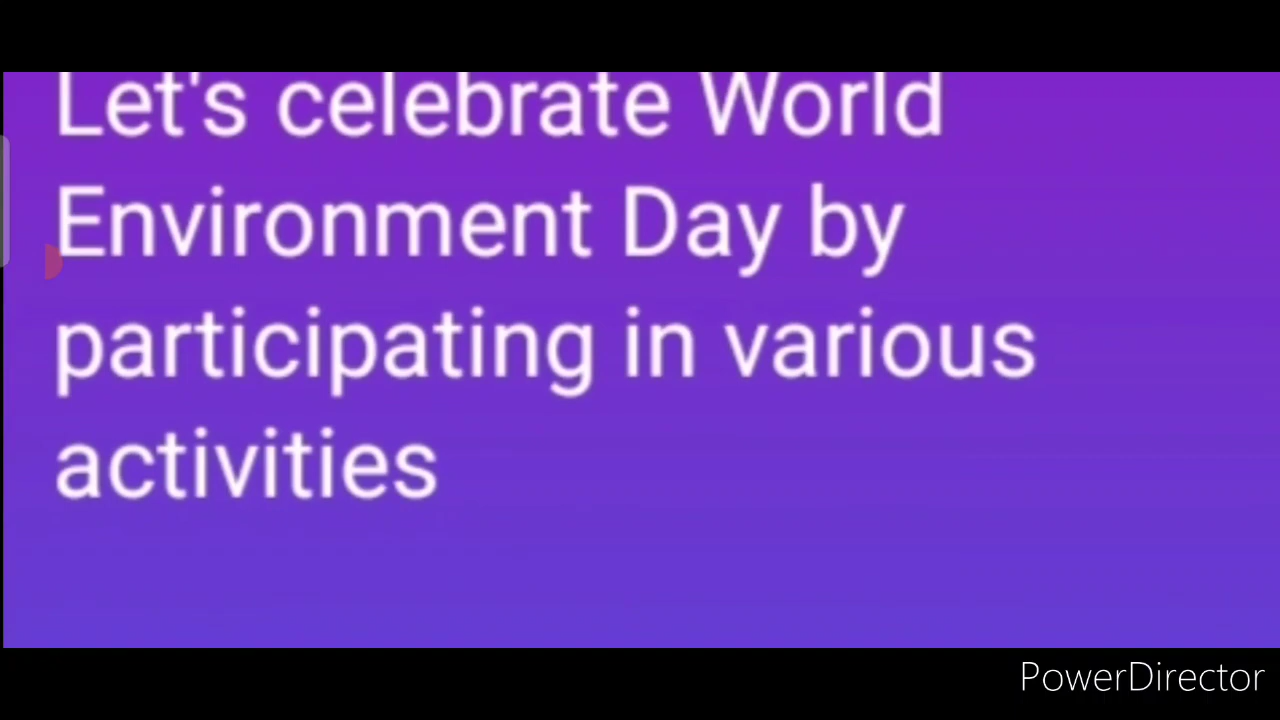 Let's celebrate World
Environment Day by
participating in various
activities
PowerDirector